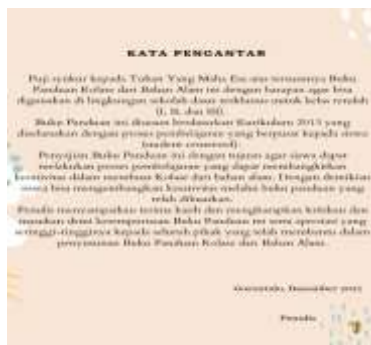 KATA PENGANTAR
Puji syukur kepada Tuhan Yang Maha Esa atas tersusunnya Buku
Panduan Kolase dari Bahan Alam ini dengan harapan agar bisa
digunakan di lingkungan sekolah dasar terkhusus untuk kelas rendah
(I, II, dan III).
Buku Panduan ini disusun berdasarkan Kurikulum 2013 yang
diselaraskan dengan proses pembelajaran yang berpusat kepada siswa
(student centered).
Penyajian Buku Panduan ini dengan tujuan agar siswa dapat
melakukan proses pembelajaran yang dapat membangkitkan
kreativitas dalam membuat Kolase dari bahan alam. Dengan demikian
siswa bisa mengembangkan kreativitas melalui buku panduan yang
telah dibuatkan.
Penulis menyampaikan terima kasih dan mengharapkan kritikan dan
masukan demi kesempurnaan Buku Panduan ini serta apresiasi yang
setinggi-tingginya kepada seluruh pihak yang telah membantu dalam
penyusunan Buku Panduan Kolase dari Bahan Alam.
Gorontalo, Desember
Penulis